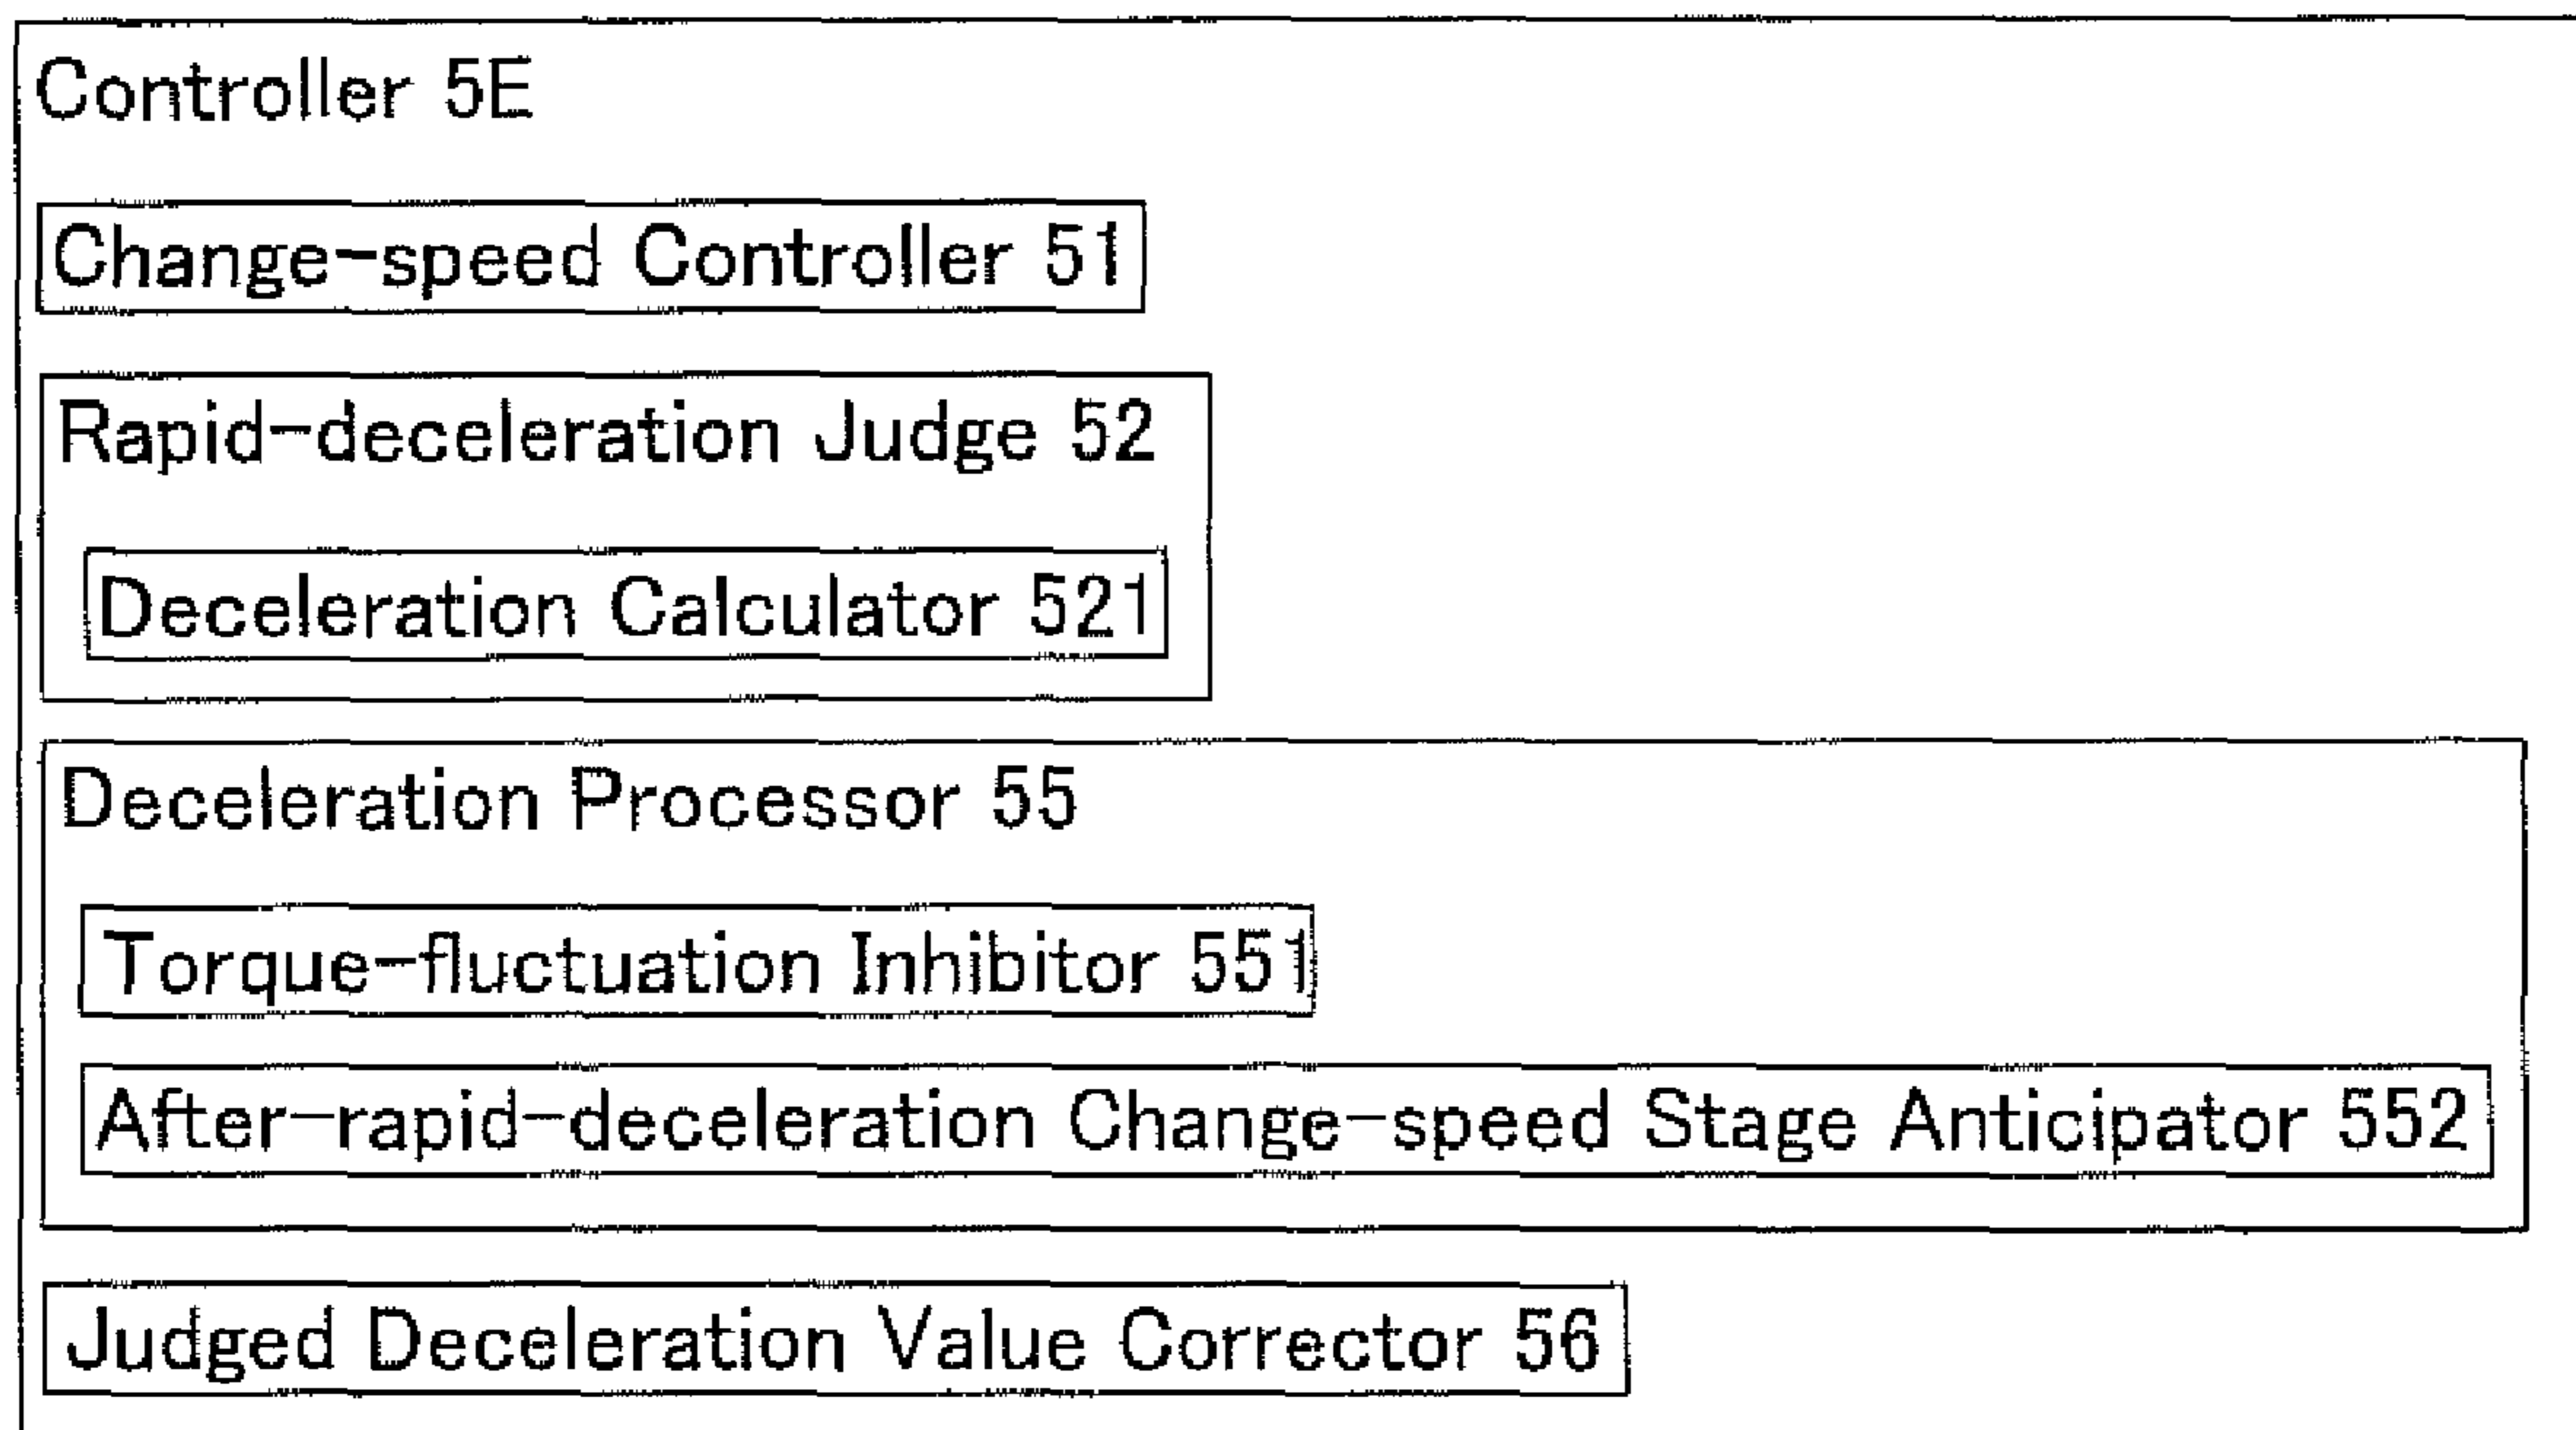 Controller 5E
Change-speed Controller 51
Rapid-deceleration Judge 52
Deceleration Calculator 521
Deceleration Processor 55
Torque-fluctuation Inhibitor 551
After-rapid-deceleration Change-speed Stage Anticipator 552
Judged Deceleration Value Corrector 56